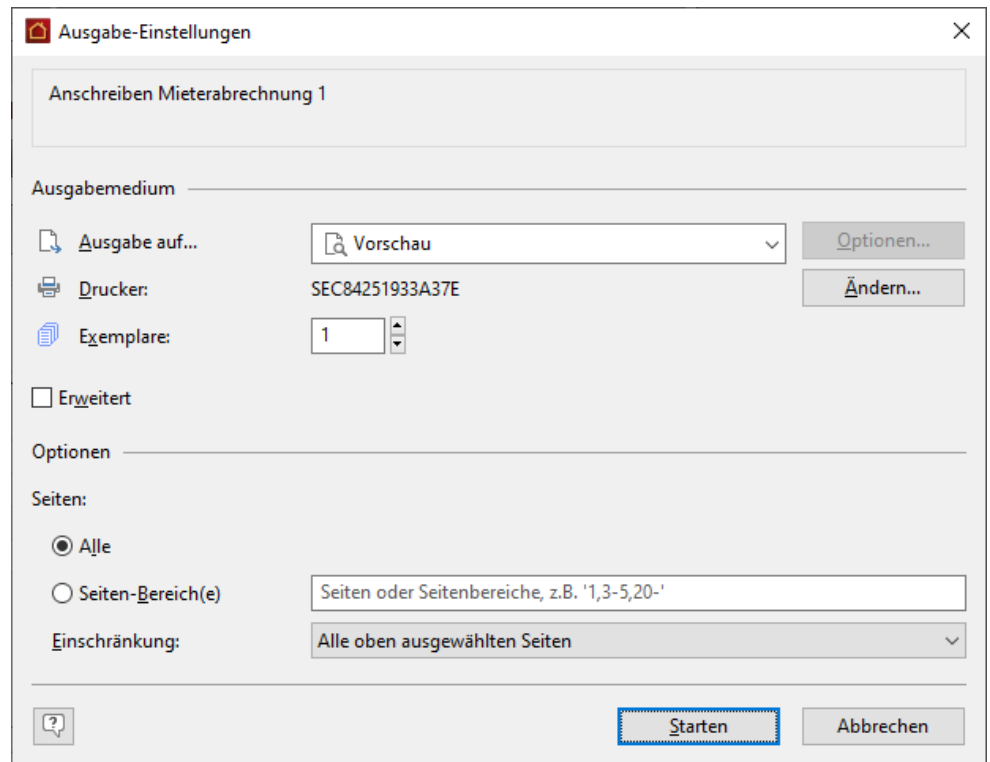 Ausgabe-Einstellungen
Anschreiben Mieterabrechnung 1
Ausgabemedium
Ausgabe auf... Vorschau Optionen...
Drucker: SEC84251933A37E Ändern...
Exemplare: 1
Erweitert
Optionen
Seiten:
Alle
Seiten-Bereich(e) Seiten oder Seitenbereiche, z.B. '1,3-5,20-'
Einschränkung: Alle oben ausgewählten Seiten
Starten Abbrechen